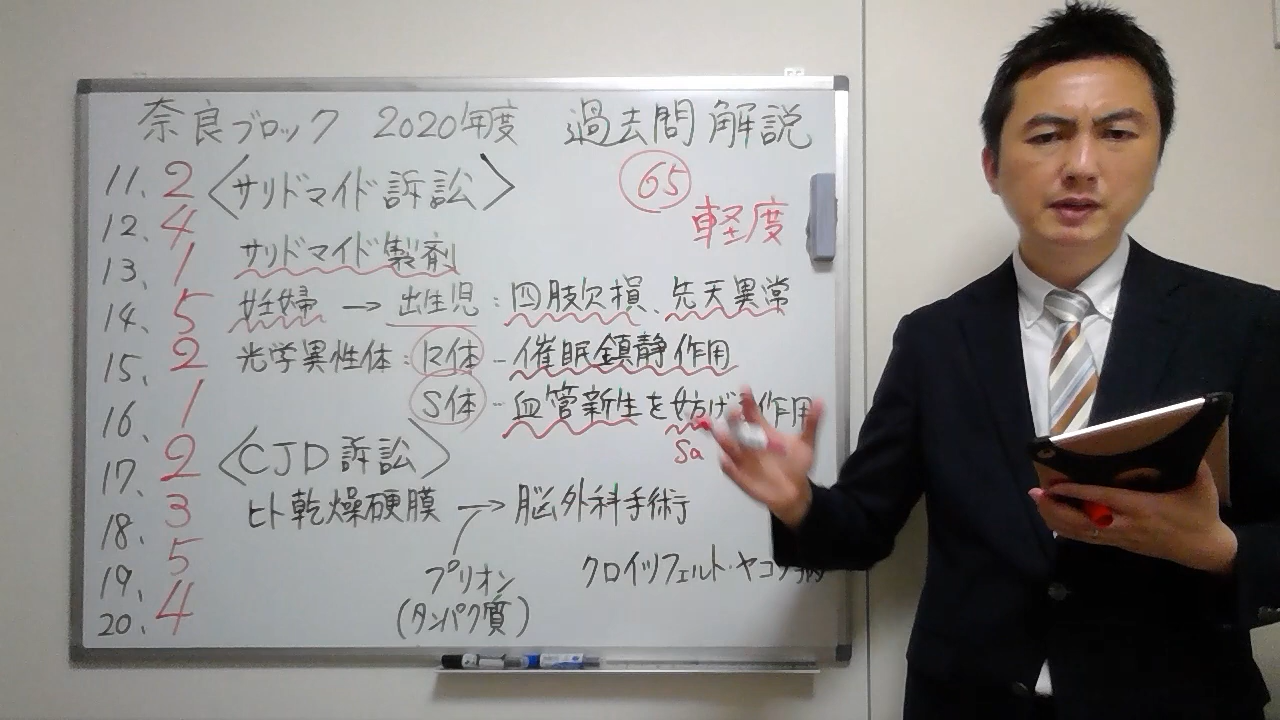 奈良ブロック 2020年度 過去問解説
11. 2 〈サリドマイド訴訟〉 65
12. 4 軽度
13. 1 サリドマイド製剤
14. 5 妊婦 → 出生児：四肢欠損、先天異常
15. 2 光学異性体：R体 - 催眠鎮静作用
16. 1 S体 - 血管新生を妨げ 作用
Sa
17. 2 〈CJD訴訟〉
18. 3 ヒト乾燥硬膜 → 脳外科手術
19. 5 プリオン クロイツフェルト・ヤコブ病
20. 4 (タンパク質)